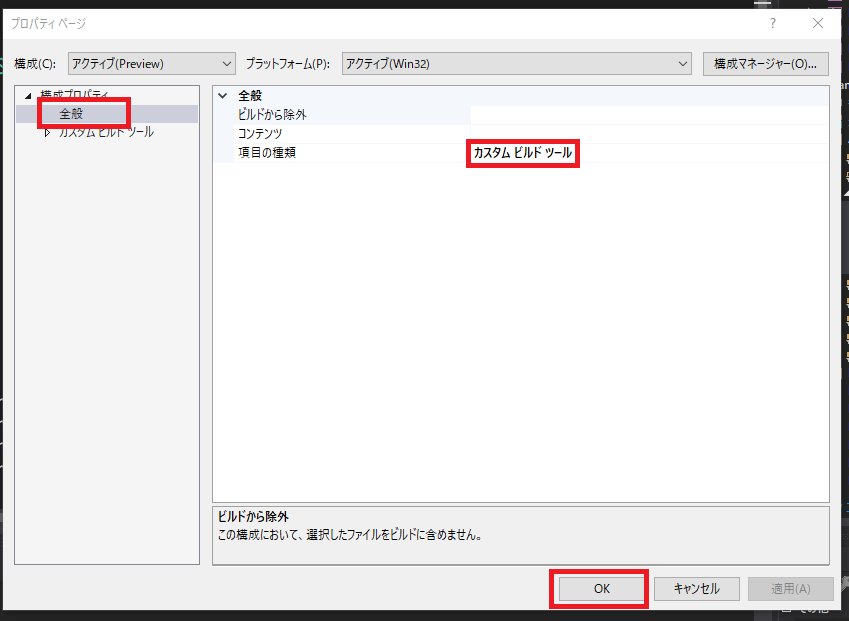 プロパティ ページ
?
構成(C):
アクティブ(Preview)
プラットフォーム(P):
アクティブ(Win32)
構成マネージャー(O)...
構成プロパティ
全般
カスタム ビルド ツール
全般
ビルドから除外
コンテンツ
項目の種類
カスタム ビルド ツール
ビルドから除外
この構成において、選択したファイルをビルドに含めません。
OK
キャンセル
適用(A)
その他